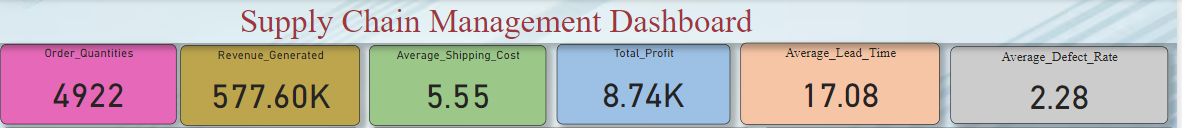 Supply Chain Management Dashboard
Order_Quantities
4922
Revenue_Generated
577.60K
Average_Shipping_Cost
5.55
Total_Profit
8.74K
Average_Lead_Time
17.08
Average_Defect_Rate
2.28